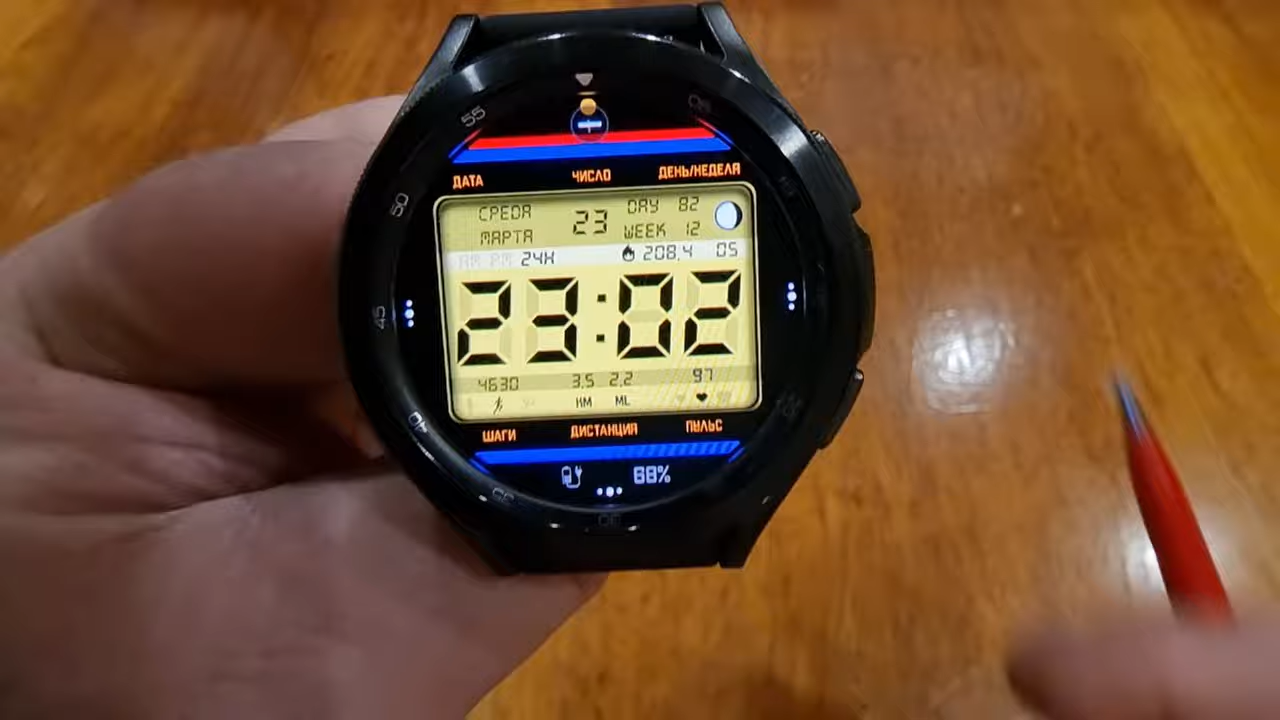 55
50
45
40
ДАТА ЧИСЛО ДЕНЬ/НЕДЕЛЯ
СРЕДА 23 DAY 82
МАРТА WEEK 12
AM PM 24H 208,4 05
23:02
4630 3,5 2,2 97
КМ ML
ШАГИ ДИСТАНЦИЯ ПУЛЬС
68%